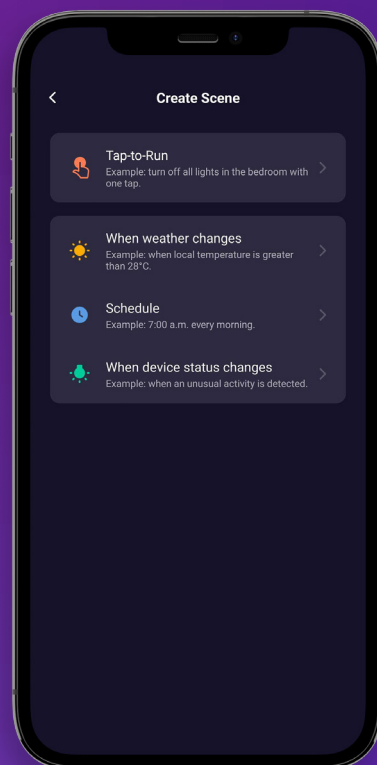 Create Scene
Tap-to-Run
Example: turn off all lights in the bedroom with
one tap.
When weather changes
Example: when local temperature is greater
than 28°C.
Schedule
Example: 7:00 a.m. every morning.
When device status changes
Example: when an unusual activity is detected.